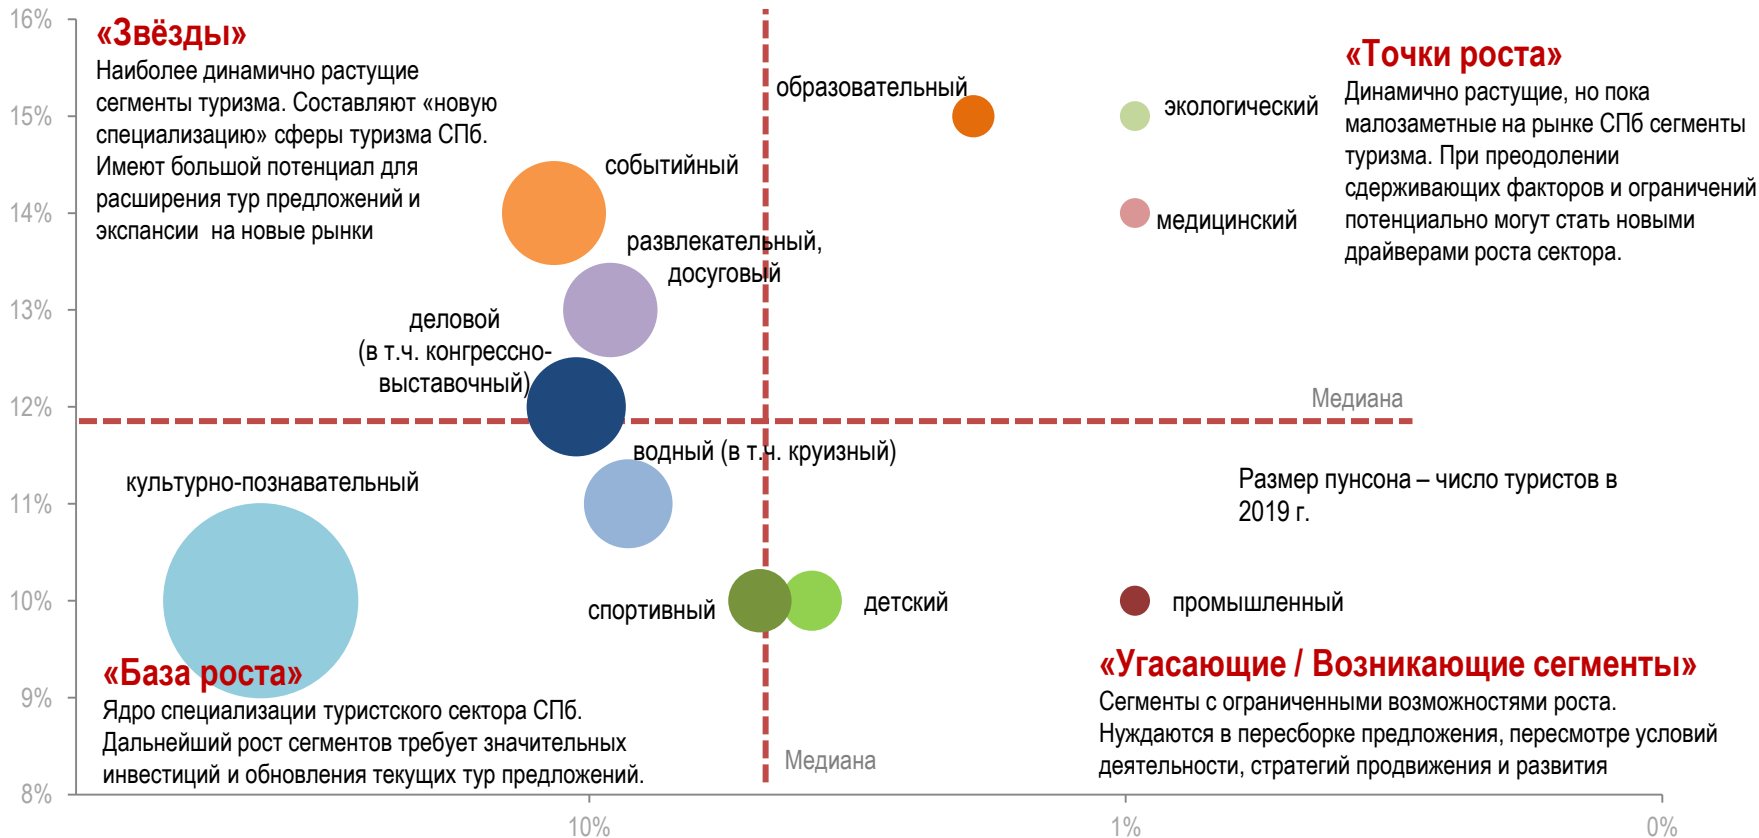 16%
15%
14%
13%
12%
11%
10%
9%
8%
«Звёзды»
Наиболее динамично растущие
сегменты туризма. Составляют «новую
специализацию» сферы туризма СПб.
Имеют большой потенциал для
расширения тур предложений и
экспансии на новые рынки
«Точки роста»
Динамично растущие, но пока
малозаметные на рынке СПб сегменты
туризма. При преодолении
сдерживающих факторов и ограничений
потенциально могут стать новыми
драйверами роста сектора.
образовательный
экологический
событийный
медицинский
развлекательный,
досуговый
деловой
(в т.ч. конгрессно-
выставочный)
Медиана
водный (в т.ч. круизный)
культурно-познавательный
Размер пунсона – число туристов в
2019 г.
спортивный
детский
промышленный
«База роста»
Ядро специализации туристского сектора СПб.
Дальнейший рост сегментов требует значительных
инвестиций и обновления текущих тур предложений.
«Угасающие / Возникающие сегменты»
Сегменты с ограниченными возможностями роста.
Нуждаются в пересборке предложения, пересмотре условий
деятельности, стратегий продвижения и развития
Медиана
10%
1%
0%